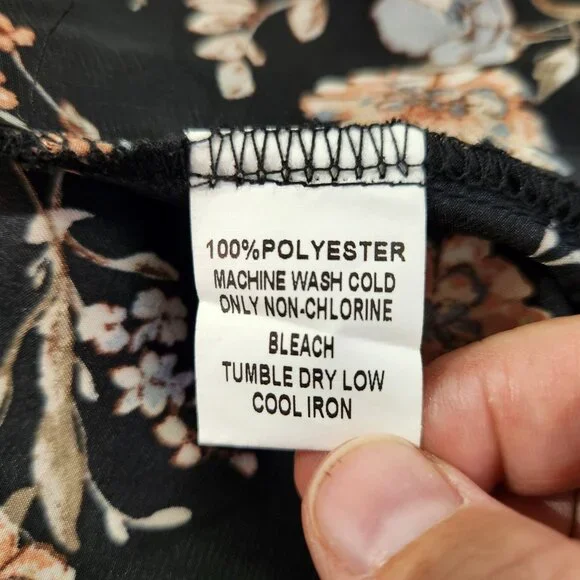 100%POLYESTER
MACHINE WASH COLD
ONLY NON-CHLORINE
BLEACH
TUMBLE DRY LOW
COOL IRON